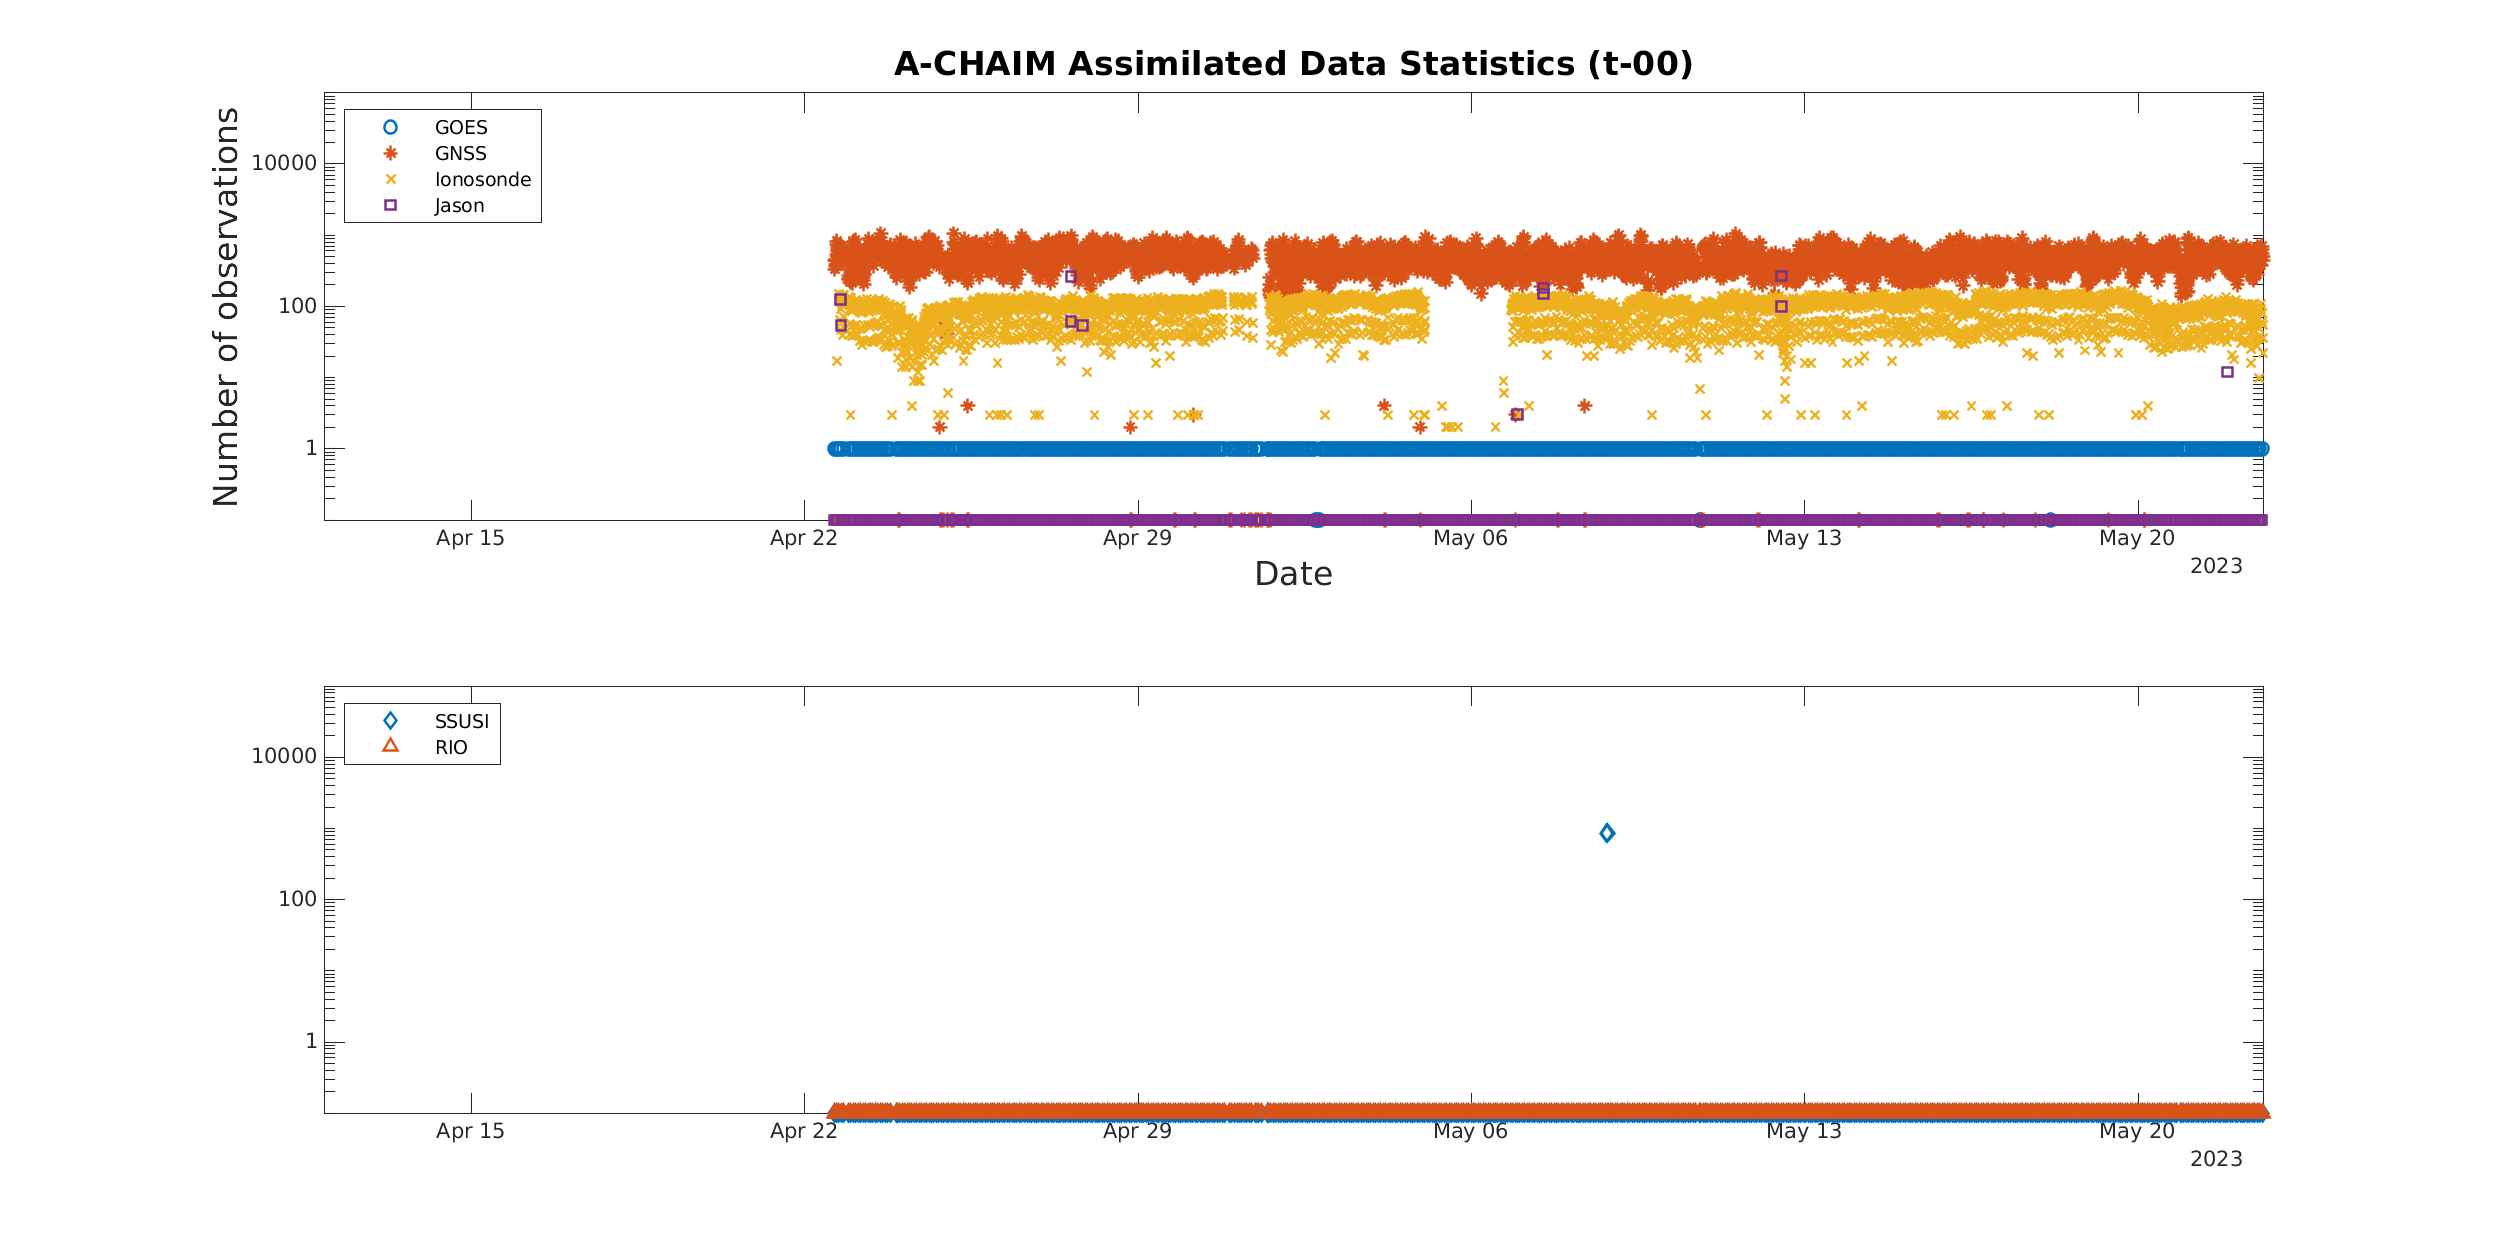 A-CHAIM Assimilated Data Statistics (t-00)
Number of observations
GOES
GNSS
Ionosonde
Jason
10000
100
1
Apr 15 Apr 22 Apr 29 May 06 May 13 May 20
2023
Date
SSUSI
RIO
10000
100
1
Apr 15 Apr 22 Apr 29 May 06 May 13 May 20
2023